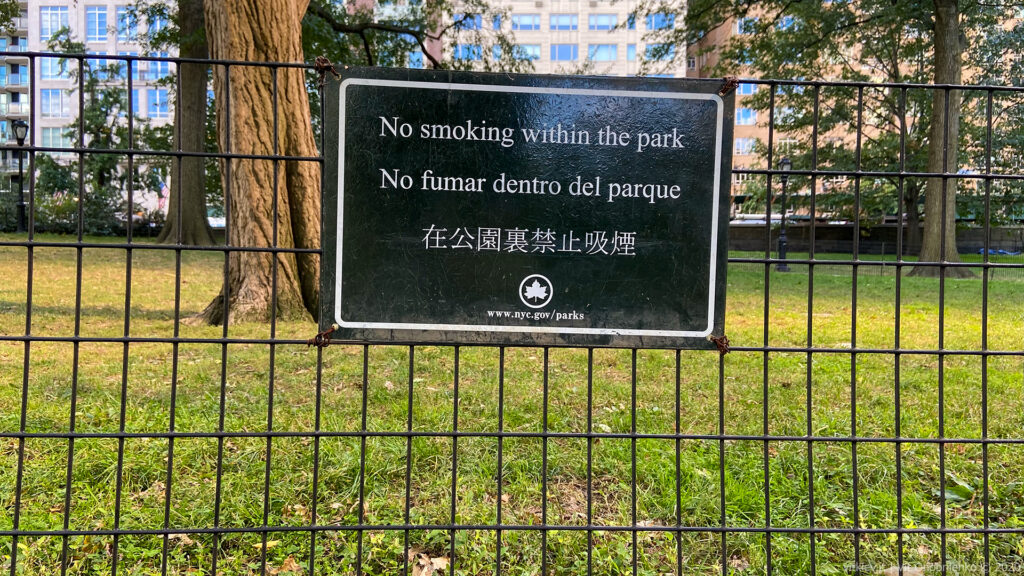 No smoking within the park
No fumar dentro del parque
在公園裏禁止吸煙
www.nyc.gov/parks